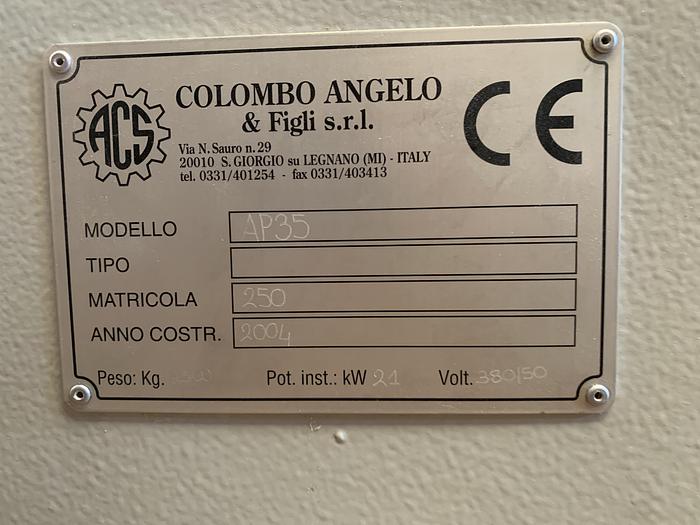 ACS
COLOMBO ANGELO
& Figli s.r.l.
Via N. Sauro n. 29
20010 S. GIORGIO su LEGNANO (MI) - ITALY
tel. 0331/401254 - fax 0331/403413
CE
MODELLO AP35
TIPO
MATRICOLA 250
ANNO COSTR. 2004
Peso: Kg. Pot. inst.: kW 21 Volt. 380/50